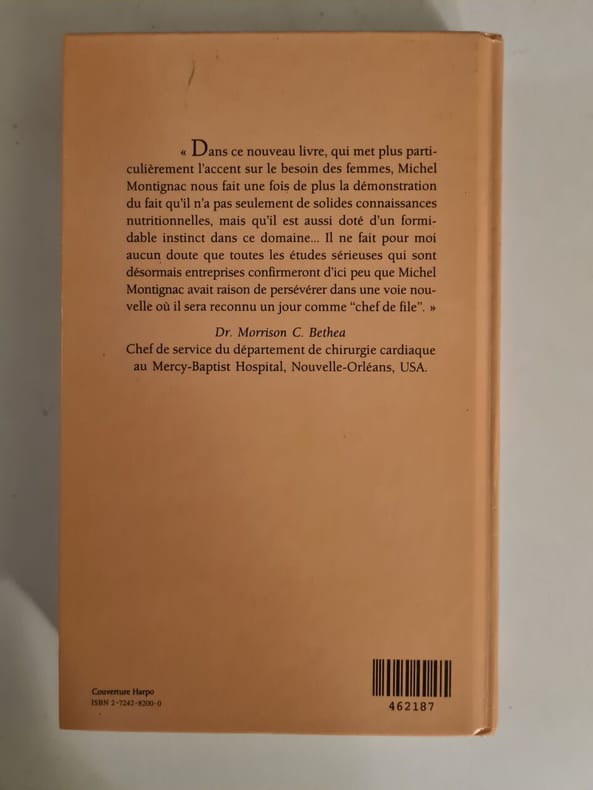 « Dans ce nouveau livre, qui met plus parti-
culièrement l'accent sur le besoin des femmes, Michel
Montignac nous fait une fois de plus la démonstration
du fait qu'il n'a pas seulement de solides connaissances
nutritionnelles, mais qu'il est aussi doté d'un formi-
dable instinct dans ce domaine... Il ne fait pour moi
aucun doute que toutes les études sérieuses qui sont
désormais entreprises confirmeront d'ici peu que Michel
Montignac avait raison de persévérer dans une voie nou-
velle où il sera reconnu un jour comme “chef de file”. »
Dr. Morrison C. Bethea
Chef de service du département de chirurgie cardiaque
au Mercy-Baptist Hospital, Nouvelle-Orléans, USA.
Couverture Harpo
ISBN 2-7242-8200-0
462187